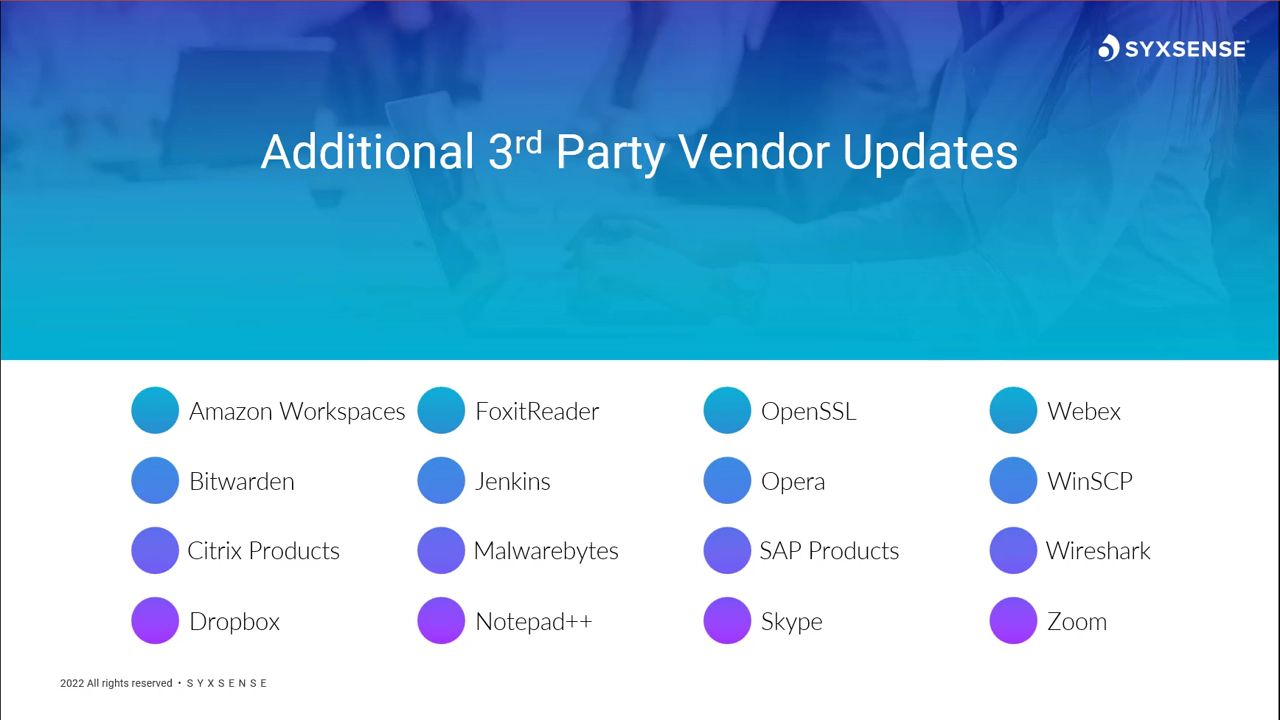 SYXSENSE
Additional 3rd Party Vendor Updates
Amazon Workspaces
Bitwarden
Citrix Products
Dropbox
FoxitReader
Jenkins
Malwarebytes
Notepad++
OpenSSL
Opera
SAP Products
Skype
Webex
WinSCP
Wireshark
Zoom
2022 All rights reserved • SYXSENSE